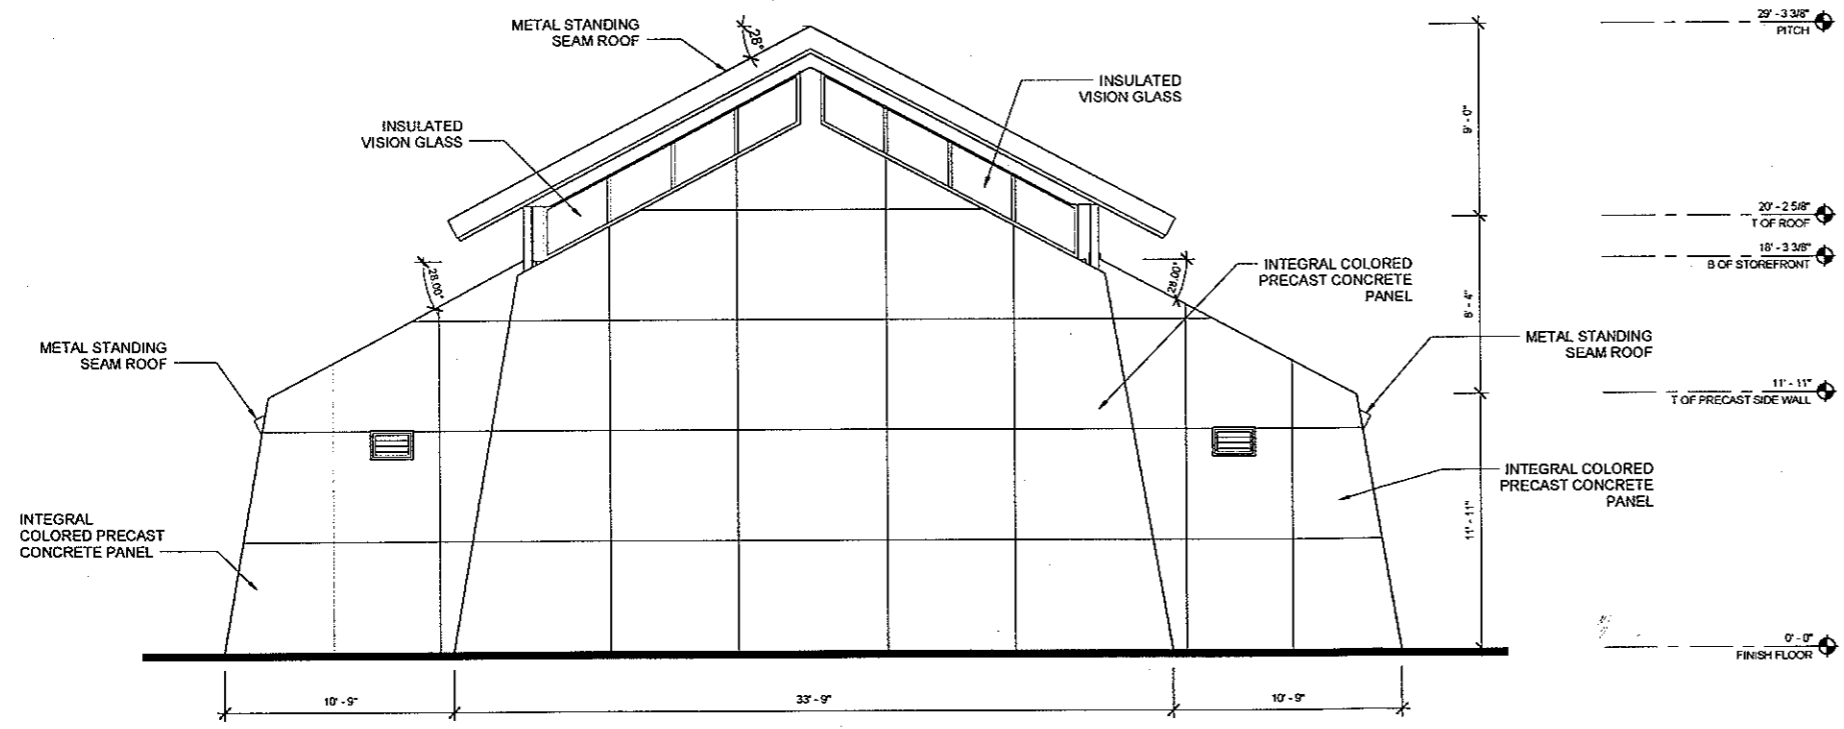 METAL STANDING
SEAM ROOF
28°
INSULATED
VISION GLASS
INSULATED
VISION GLASS
29' - 3 3/8"
PITCH
9' - 0"
20' - 2 5/8"
T OF ROOF
18' - 3 3/8"
B OF STOREFRONT
28.00°
28.00°
INTEGRAL COLORED
PRECAST CONCRETE
PANEL
8' - 4"
METAL STANDING
SEAM ROOF
METAL STANDING
SEAM ROOF
11' - 11"
T OF PRECAST SIDE WALL
INTEGRAL COLORED
PRECAST CONCRETE
PANEL
INTEGRAL
COLORED PRECAST
CONCRETE PANEL
11' - 11"
0' - 0"
FINISH FLOOR
10' - 9"
33' - 9"
10' - 9"